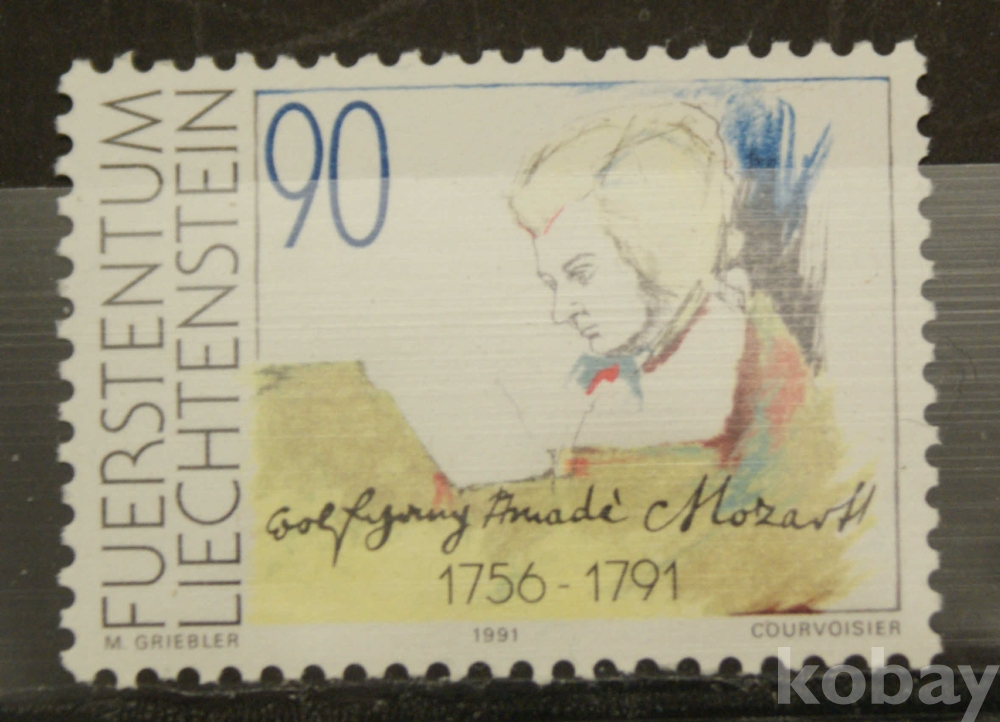 FUERSTENTUM
LIECHTENSTEIN
90
Wolfgang Amadè Mozart
1756 - 1791
M. GRIEBLER
1991
COURVOISIER
kobay